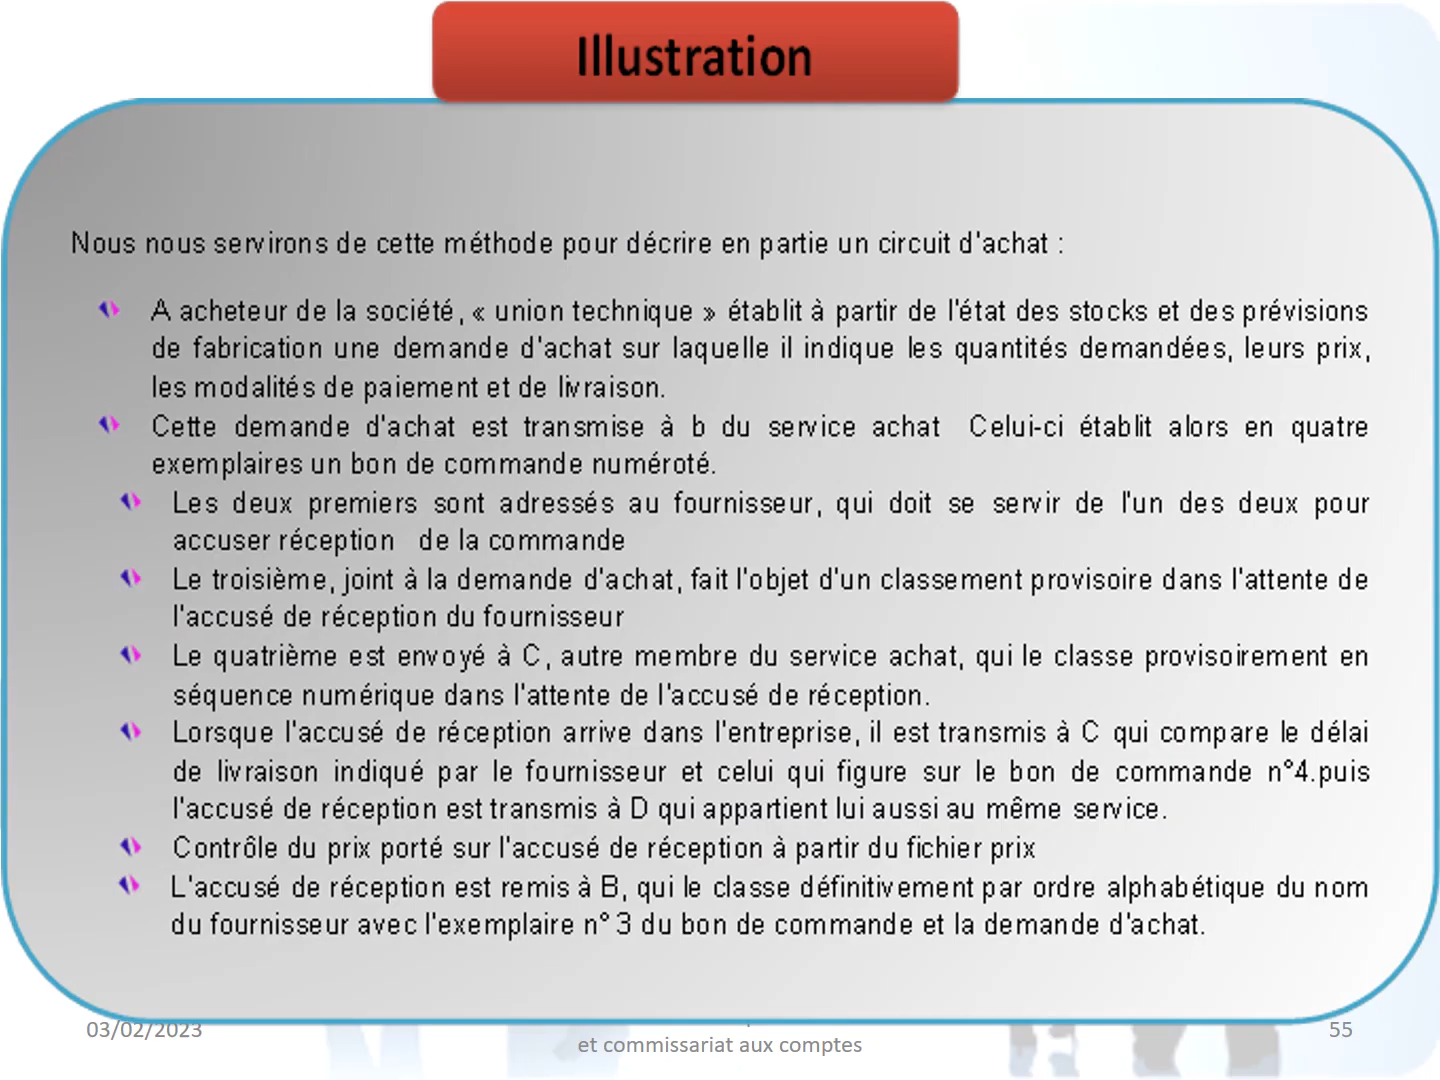 Illustration
Nous nous servirons de cette méthode pour décrire en partie un circuit d'achat :
A acheteur de la société, « union technique » établit à partir de l'état des stocks et des prévisions
de fabrication une demande d'achat sur laquelle il indique les quantités demandées, leurs prix,
les modalités de paiement et de livraison.
Cette demande d'achat est transmise à b du service achat Celui-ci établit alors en quatre
exemplaires un bon de commande numéroté.
Les deux premiers sont adressés au fournisseur, qui doit se servir de l'un des deux pour
accuser réception de la commande
Le troisième, joint à la demande d'achat, fait l'objet d'un classement provisoire dans l'attente de
l'accusé de réception du fournisseur
Le quatrième est envoyé à C, autre membre du service achat, qui le classe provisoirement en
séquence numérique dans l'attente de l'accusé de réception.
Lorsque l'accusé de réception arrive dans l'entreprise, il est transmis à C qui compare le délai
de livraison indiqué par le fournisseur et celui qui figure sur le bon de commande n°4.puis
l'accusé de réception est transmis à D qui appartient lui aussi au même service.
Contrôle du prix porté sur l'accusé de réception à partir du fichier prix
L'accusé de réception est remis à B, qui le classe définitivement par ordre alphabétique du nom
du fournisseur avec l'exemplaire n° 3 du bon de commande et la demande d'achat.
03/02/2023
et commissariat aux comptes
55